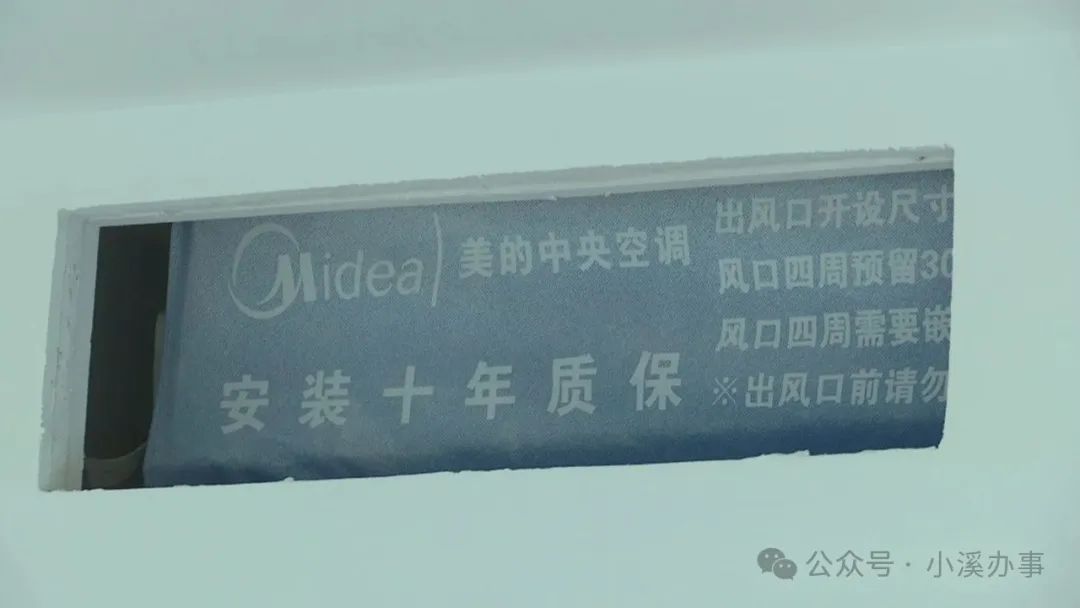 Midea 美的中央空调
安装十年质保
出风口开设尺寸
风口四周预留30
风口四周需要嵌
※出风口前请勿
公众号·小溪办事